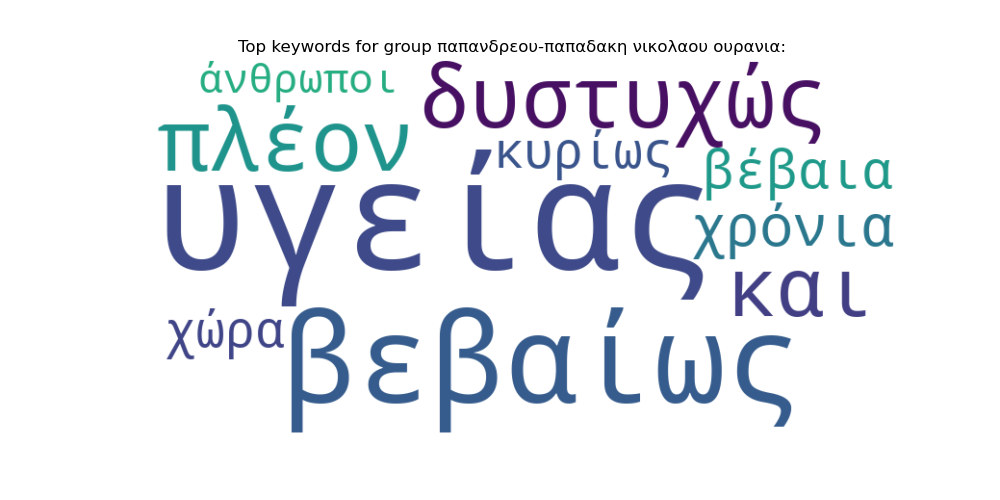 Top keywords for group παπανδρεου-παπαδακη νικολαου ουρανια:
άνθρωποι
δυστυχώς
πλέον
κυρίως
βέβαια
υγείας
χρόνια
και
χώρα
βεβαίως